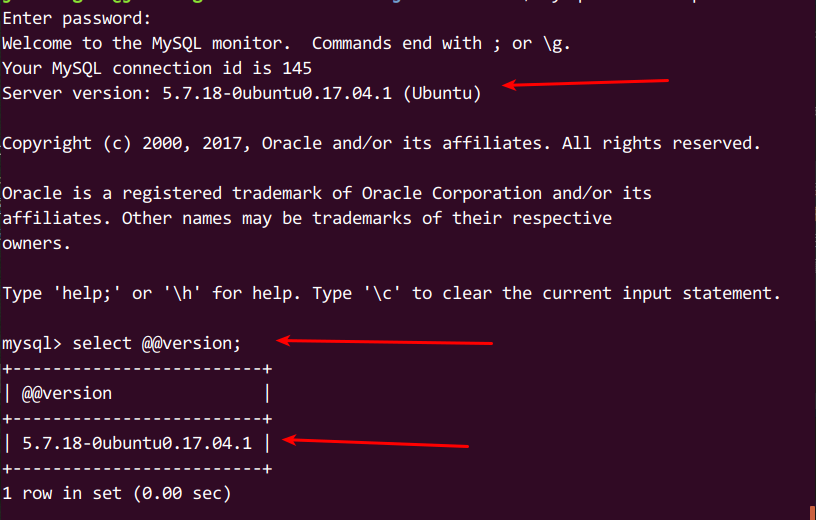 Enter password:
Welcome to the MySQL monitor.  Commands end with ; or \g.
Your MySQL connection id is 145
Server version: 5.7.18-0ubuntu0.17.04.1 (Ubuntu)
Copyright (c) 2000, 2017, Oracle and/or its affiliates. All rights reserved.
Oracle is a registered trademark of Oracle Corporation and/or its
affiliates. Other names may be trademarks of their respective
owners.
Type 'help;' or '\h' for help. Type '\c' to clear the current input statement.
mysql> select @@version;
+-------------------------+
| @@version               |
+-------------------------+
| 5.7.18-0ubuntu0.17.04.1 |
+-------------------------+
1 row in set (0.00 sec)